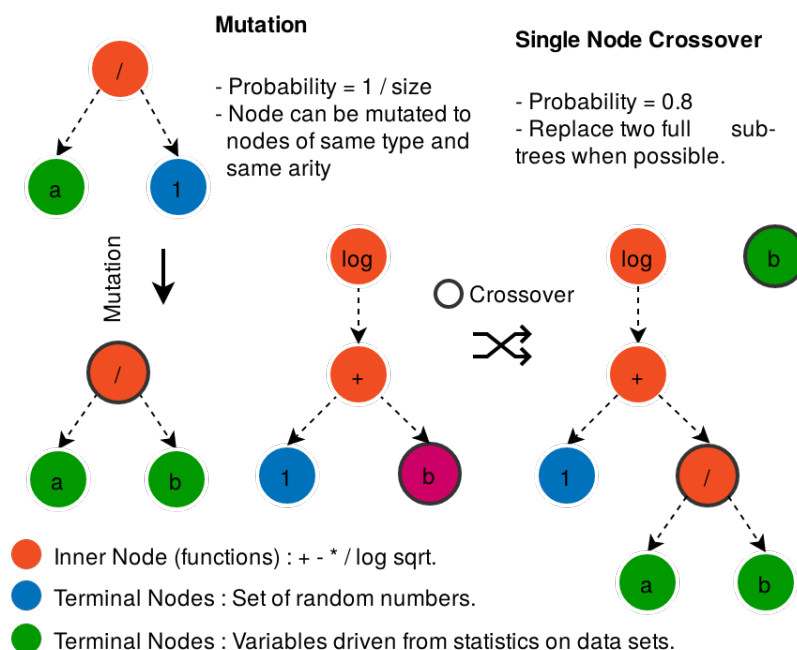 Mutation
- Probability = 1 / size
- Node can be mutated to
nodes of same type and
same arity
Single Node Crossover
- Probability = 0.8
- Replace two full sub-
trees when possible.
/
a
1
Mutation
/
a
b
log
+
1
b
Crossover
log
b
+
1
/
a
b
Inner Node (functions) : + - * / log sqrt.
Terminal Nodes : Set of random numbers.
Terminal Nodes : Variables driven from statistics on data sets.